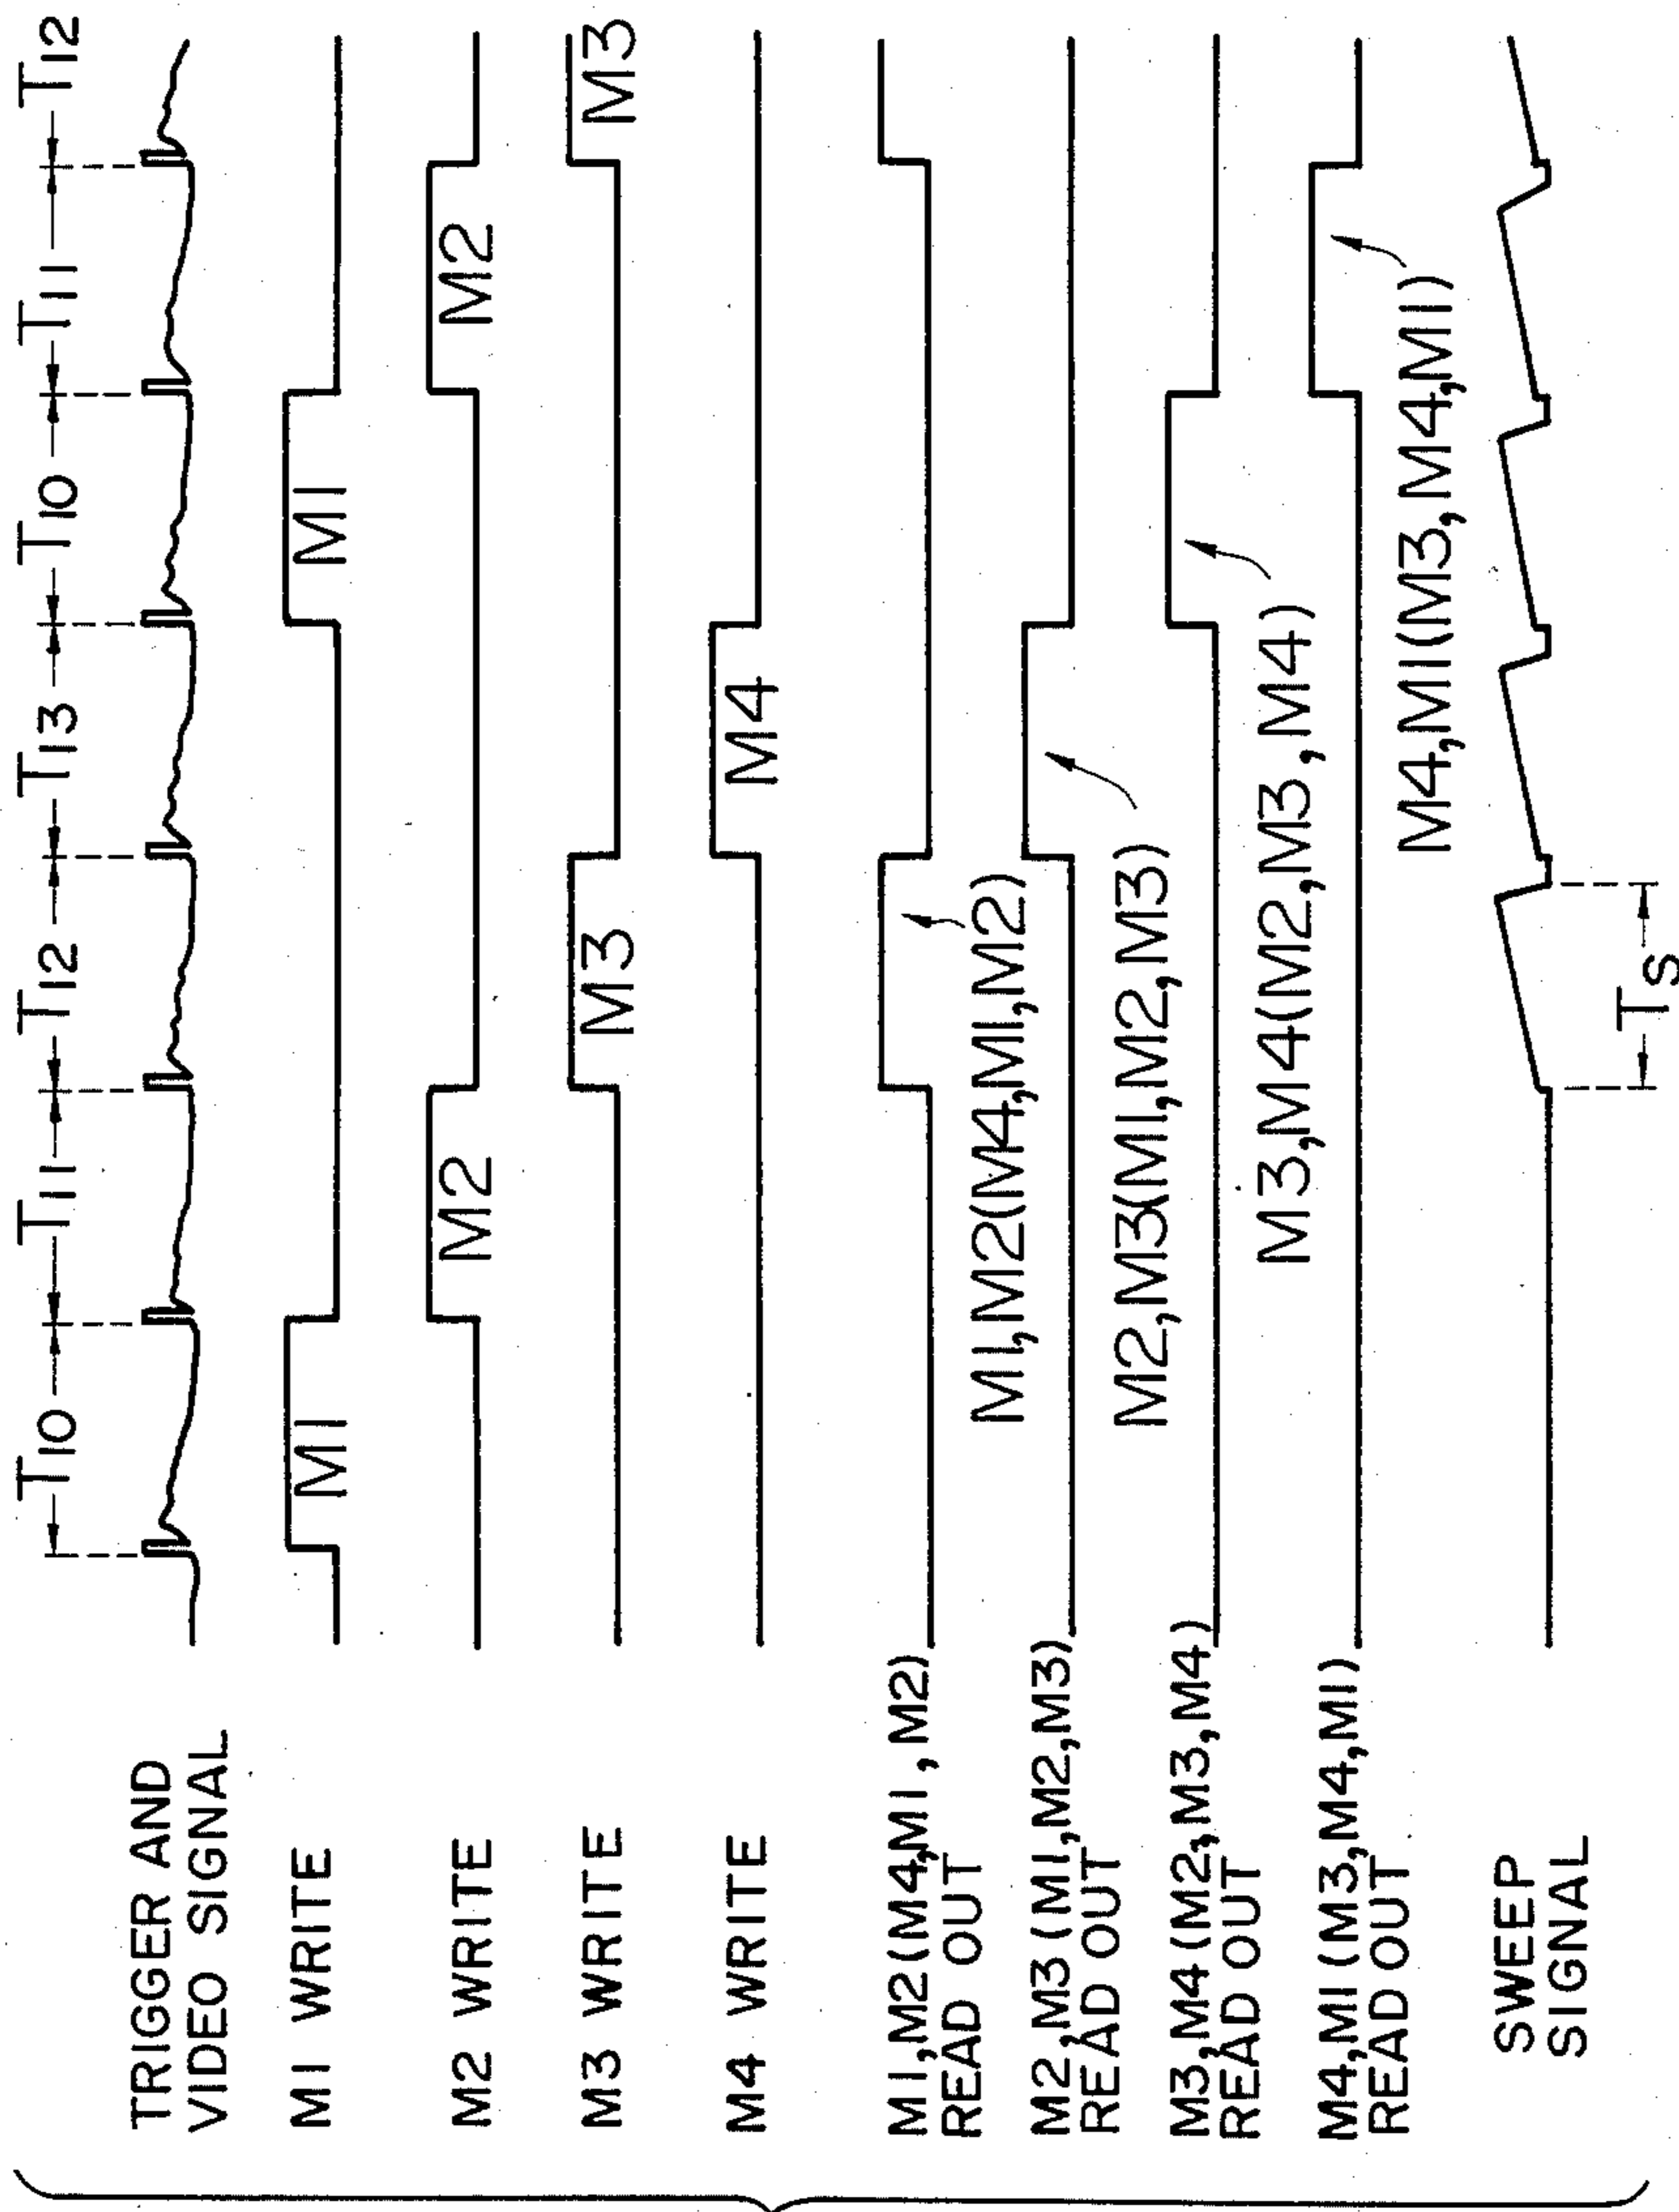 T10 T11 T12 T13 T10 T11 T12
TRIGGER AND
VIDEO SIGNAL
M1 WRITE
M1 M1
M2 WRITE
M2 M2
M3 WRITE
M3 M3
M4 WRITE
M4
M1,M2(M4,M1,M2)
READ OUT
M1,M2(M4,M1,M2)
M2,M3(M1,M2,M3)
READ OUT
M2,M3(M1,M2,M3)
M3,M4(M2,M3,M4)
READ OUT
M3,M4(M2,M3,M4)
M4,M1(M3,M4,M1)
READ OUT
M4,M1(M3,M4,M1)
SWEEP
SIGNAL
TS